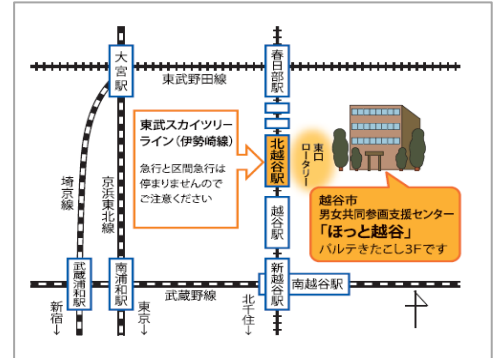 大宮駅
春日部駅
東武野田線
東武スカイツリー
ライン（伊勢崎線）
急行と区間急行は
停まりませんので
ご注意ください
北越谷駅
東口
ロータリー
越谷市
男女共同参画支援センター
「ほっと越谷」
パルテきたこし3Fです
埼京線
京浜東北線
越谷駅
武蔵浦和駅
南浦和駅
新越谷駅
南越谷駅
武蔵野線
新宿→
東京→
北千住→